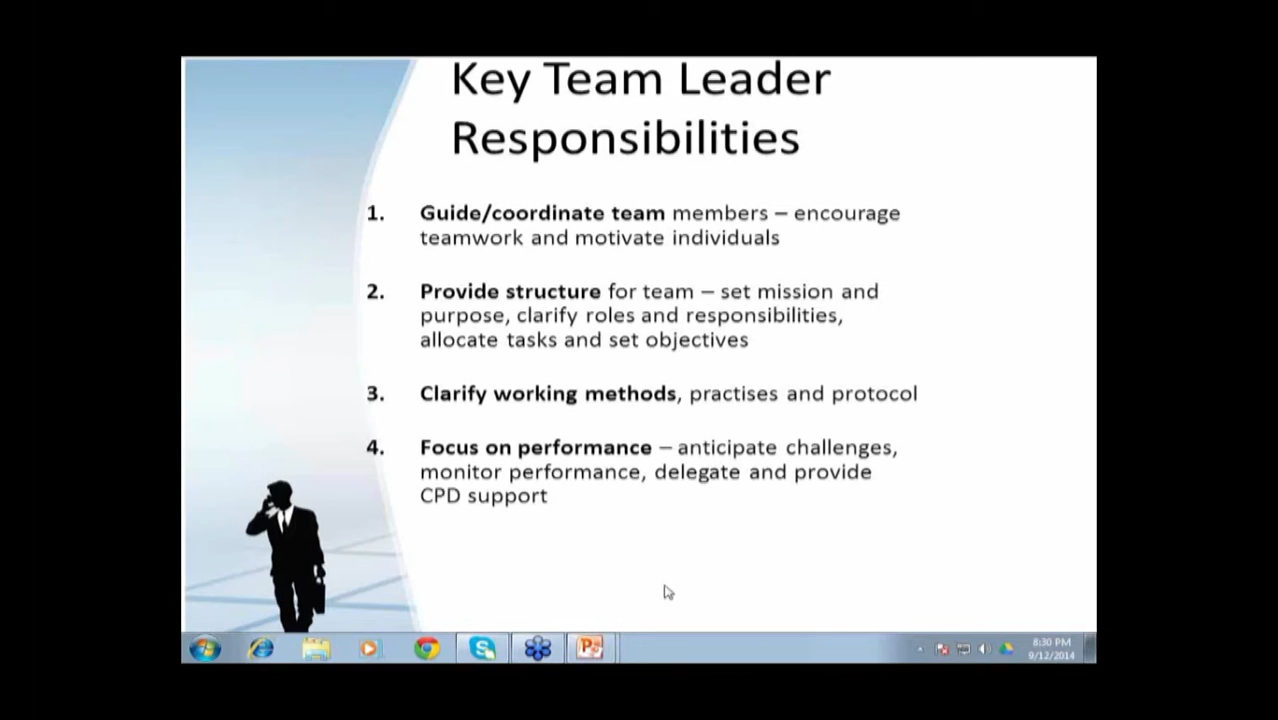 Key Team Leader
Responsibilities
1. Guide/coordinate team members – encourage
teamwork and motivate individuals
2. Provide structure for team – set mission and
purpose, clarify roles and responsibilities,
allocate tasks and set objectives
3. Clarify working methods, practises and protocol
4. Focus on performance – anticipate challenges,
monitor performance, delegate and provide
CPD support
8:30 PM
9/12/2014